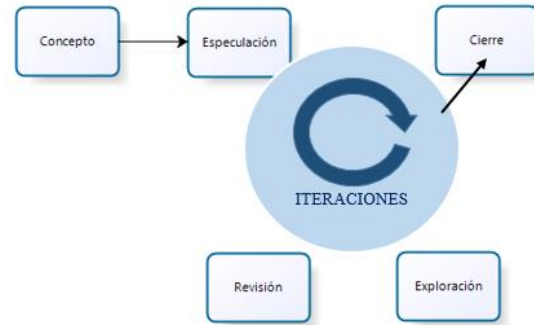 Concepto
Especulación
Cierre
ITERACIONES
Revisión
Exploración